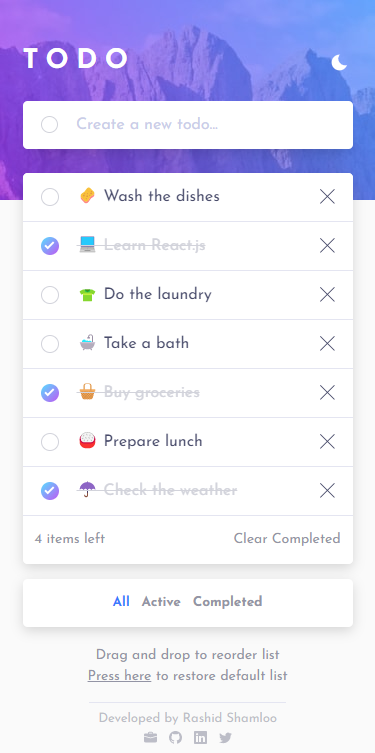 TODO
Create a new todo...
Wash the dishes
Learn React.js
Do the laundry
Take a bath
Buy groceries
Prepare lunch
Check the weather
4 items left Clear Completed
All Active Completed
Drag and drop to reorder list
Press here to restore default list
Developed by Rashid Shamloo